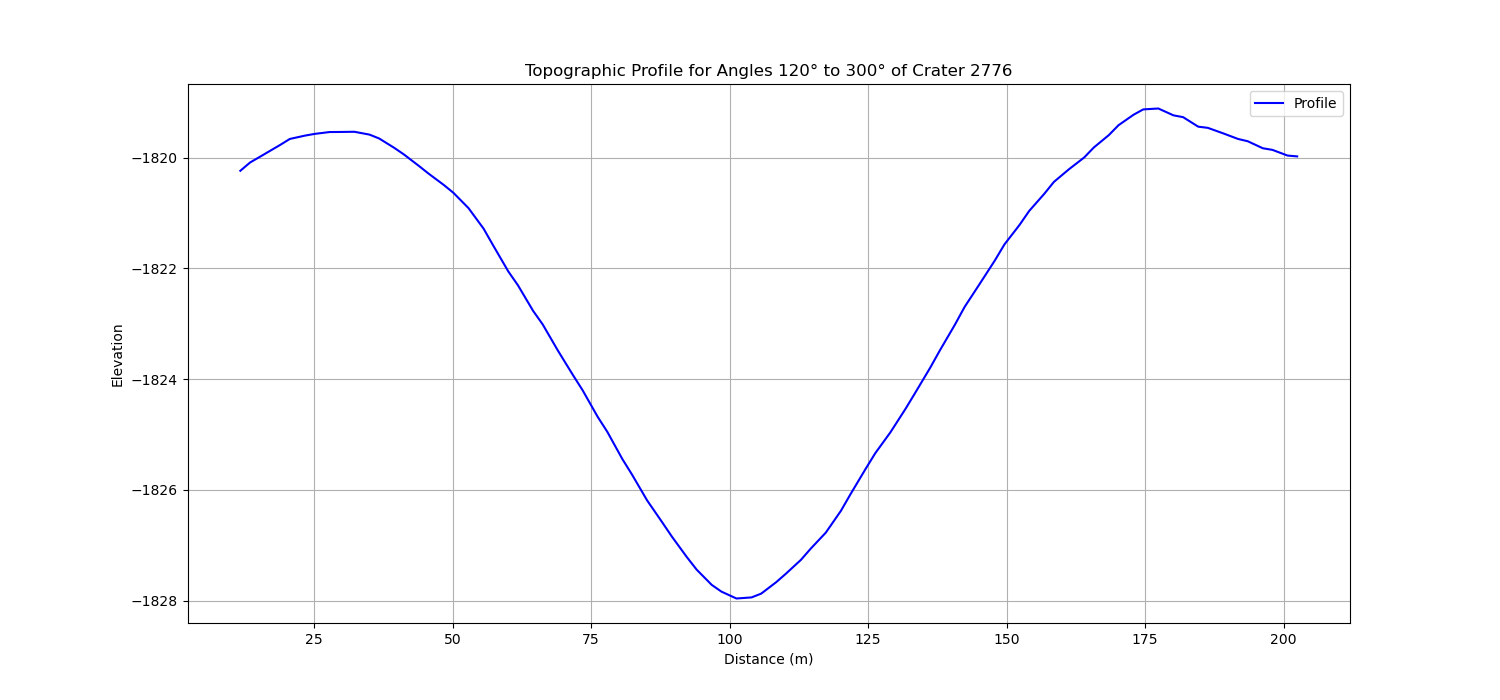 Topographic Profile for Angles 120° to 300° of Crater 2776
Profile
−1820
−1822
−1824
−1826
−1828
Elevation
25 50 75 100 125 150 175 200
Distance (m)